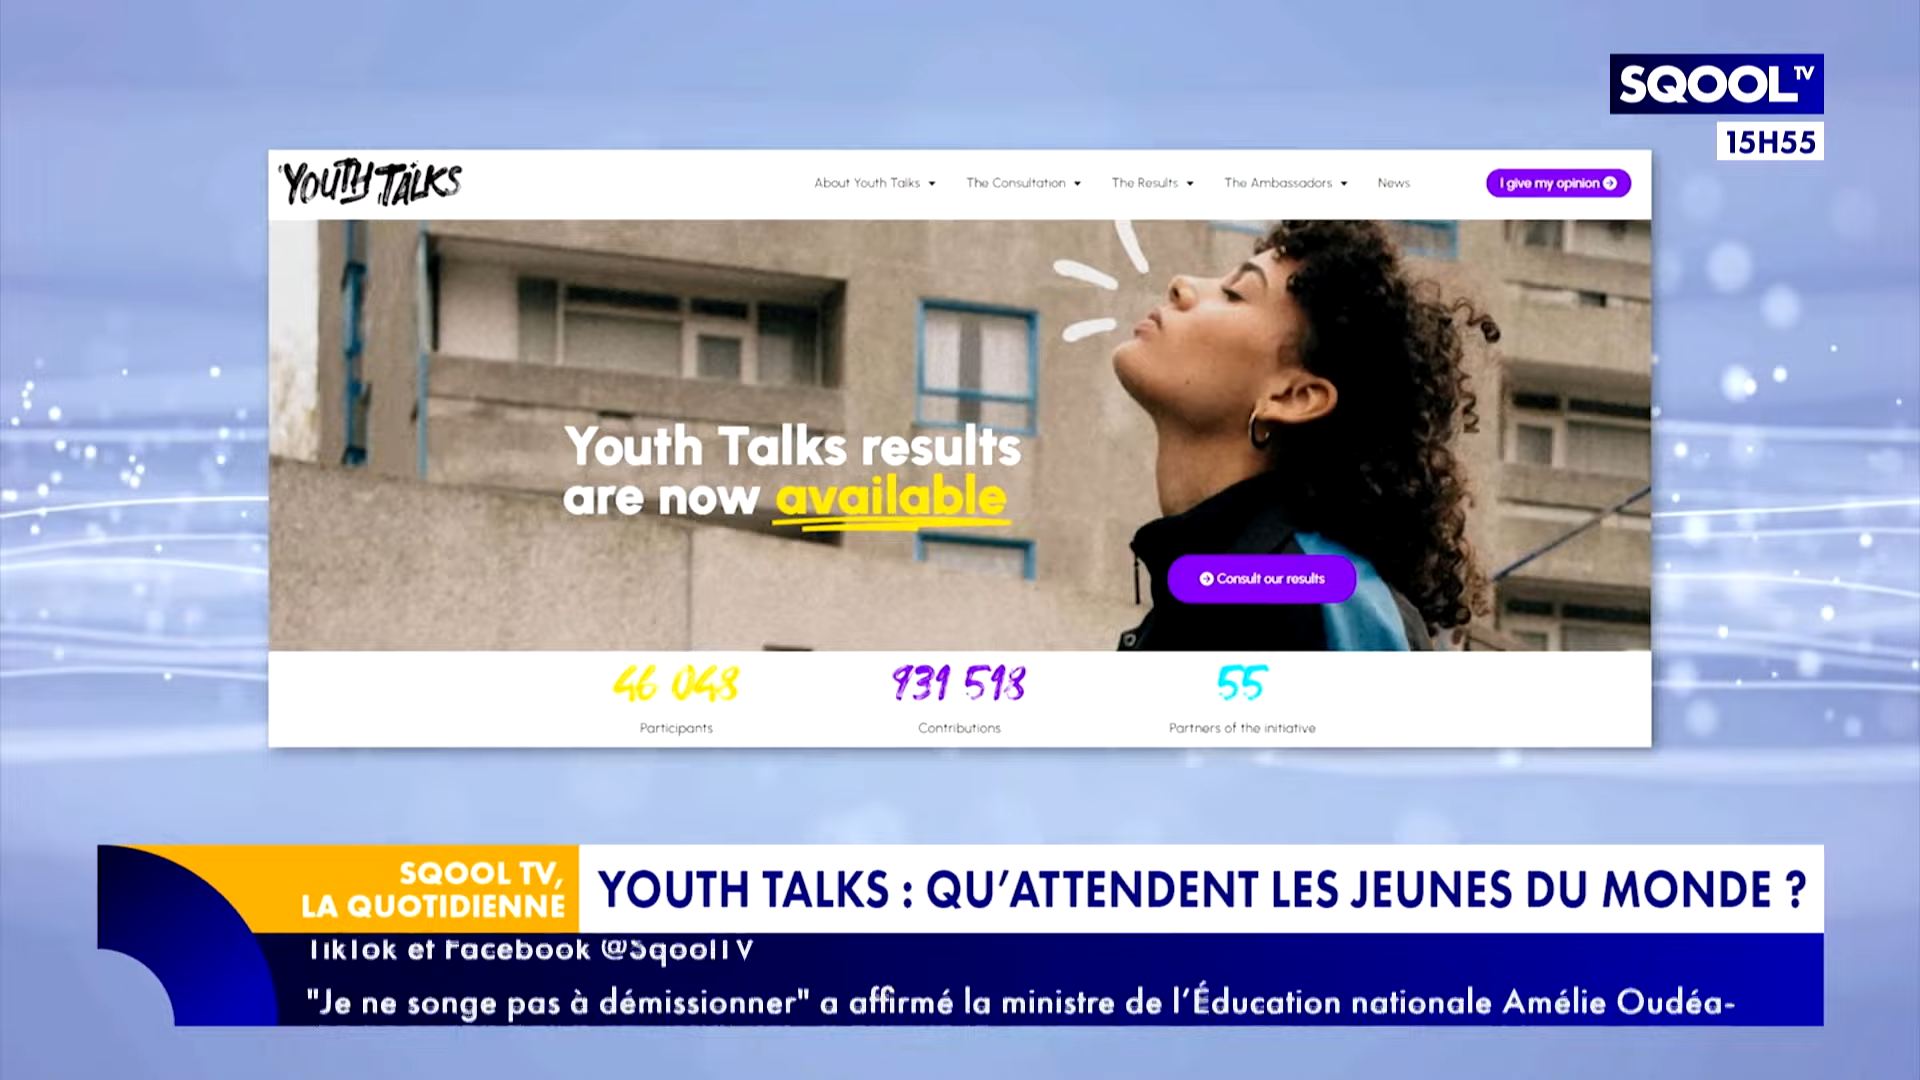 SQOOL TV
15H55
YOUTH TALKS
About Youth Talks
The Consultation
The Results
The Ambassadors
News
I give my opinion
Youth Talks results
are now available
Consult our results
46 048
931 518
55
Participants
Contributions
Partners of the initiative
SQOOL TV,
LA QUOTIDIENNE
YOUTH TALKS : QU'ATTENDENT LES JEUNES DU MONDE ?
TikTok et Facebook @SqoolTV
"Je ne songe pas à démissionner" a affirmé la ministre de l'Éducation nationale Amélie Oudéa-